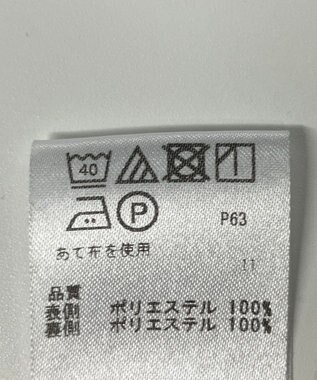 40
P P63
あて布を使用
11
品質
表側 ポリエステル 100%
裏側 ポリエステル 100%